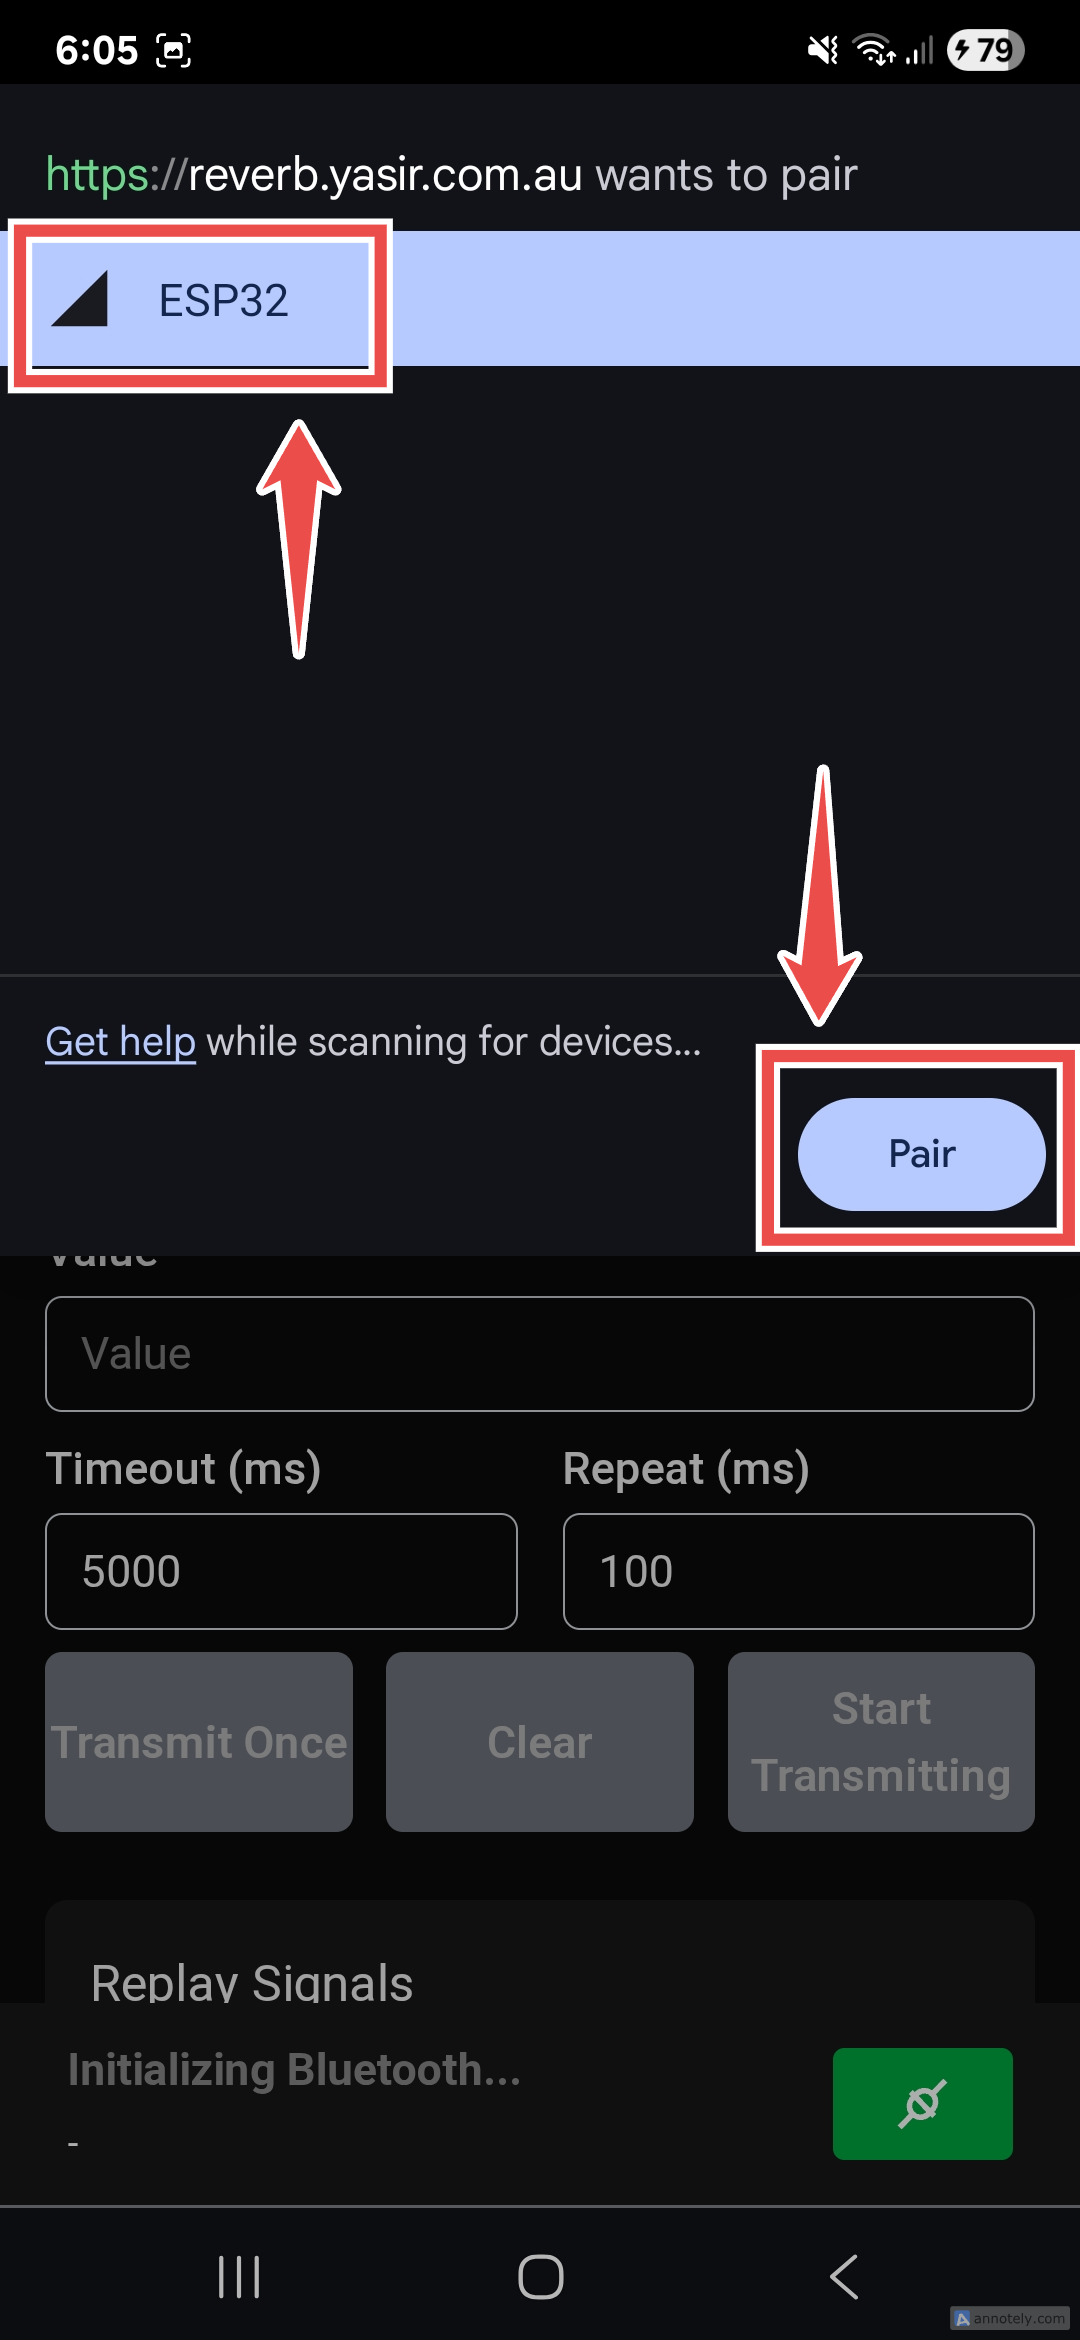 6:05
79
https://reverb.yasir.com.au wants to pair
ESP32
Get help while scanning for devices...
Pair
Value
Value
Timeout (ms)
Repeat (ms)
5000
100
Transmit Once
Clear
Start
Transmitting
Replay Signals
Initializing Bluetooth...
-
annotely.com